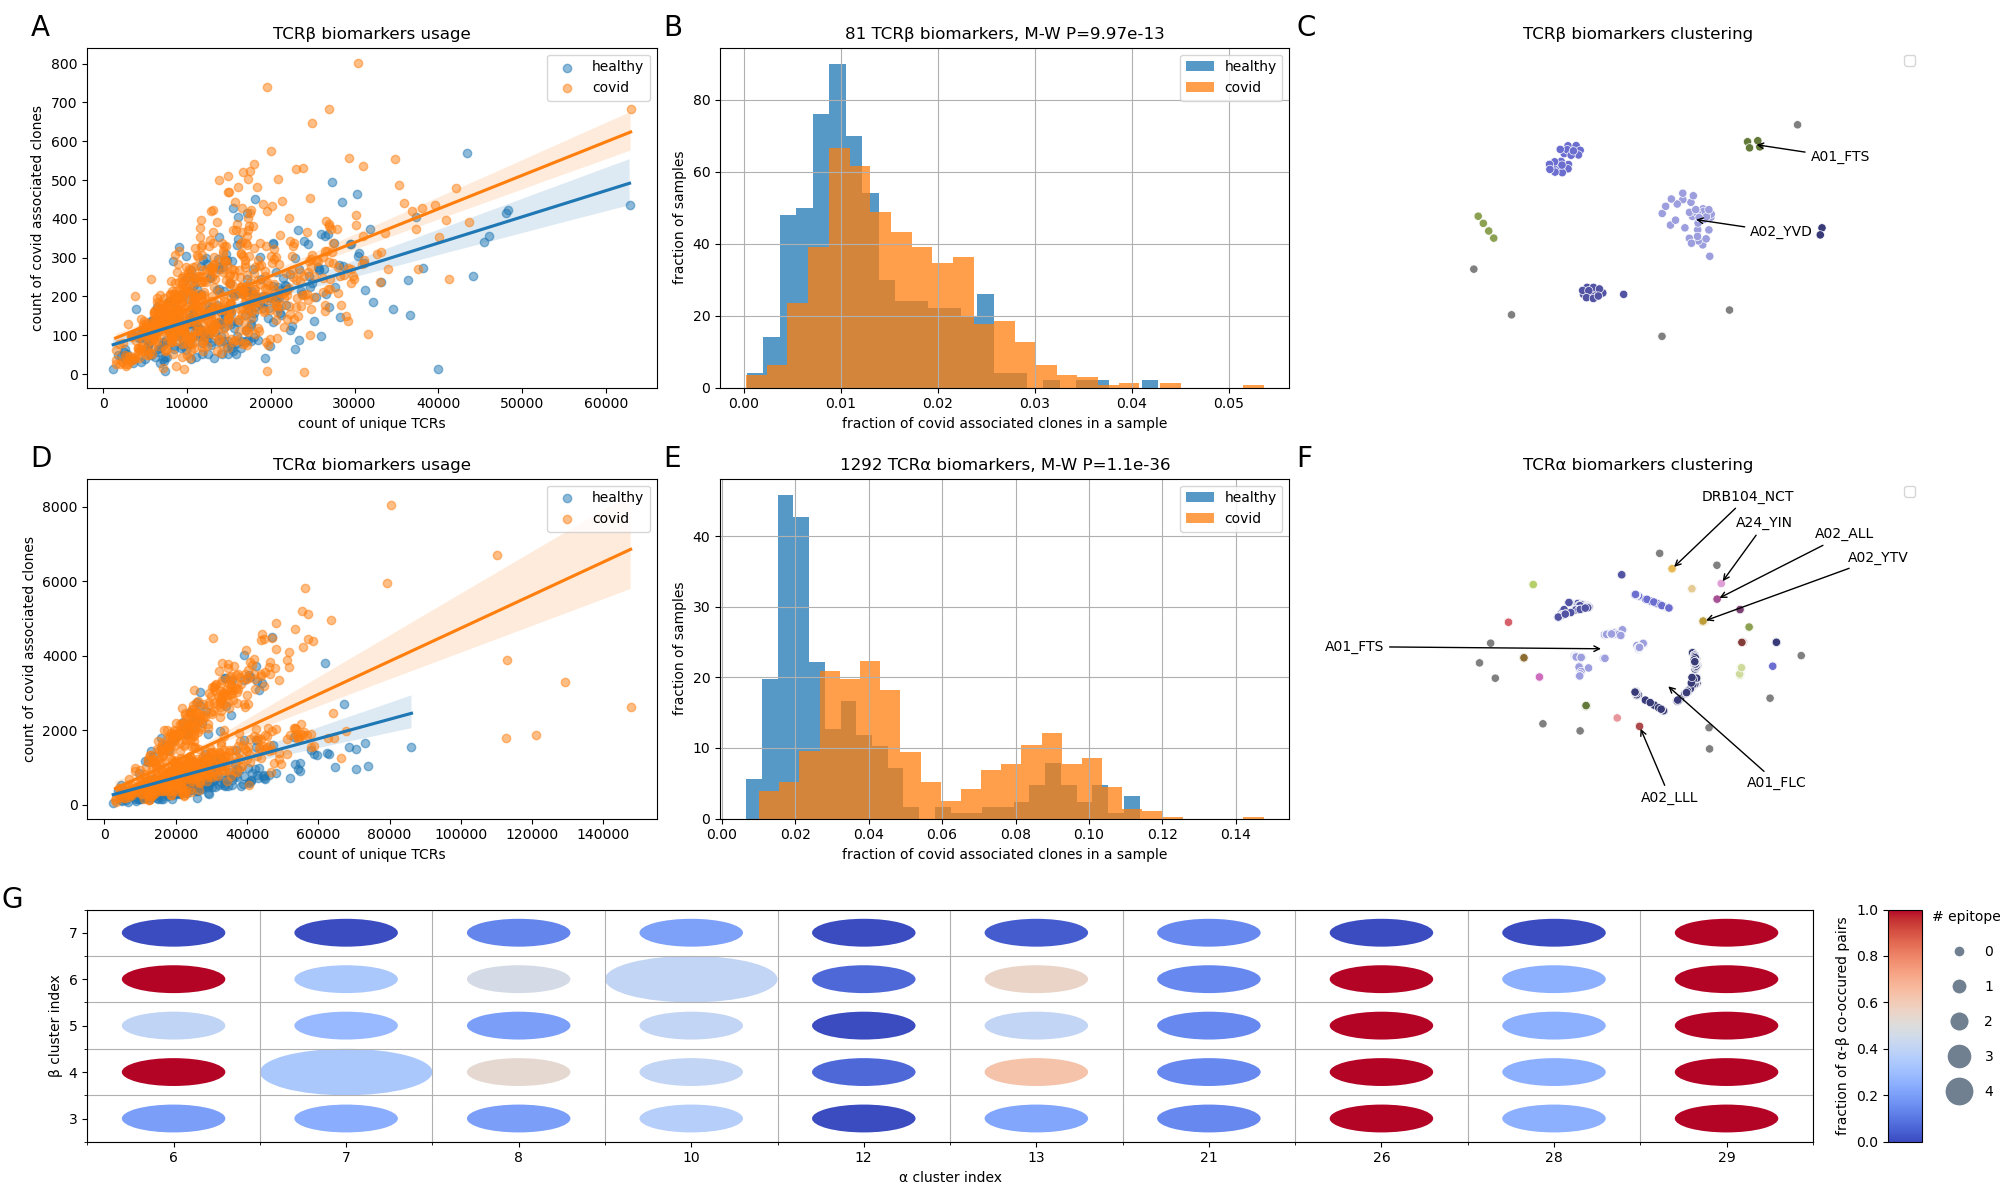 A
TCRβ biomarkers usage
healthy
covid
count of covid associated clones
800
700
600
500
400
300
200
100
0
0 10000 20000 30000 40000 50000 60000
count of unique TCRs
B
81 TCRβ biomarkers, M-W P=9.97e-13
healthy
covid
fraction of samples
80
60
40
20
0
0.00 0.01 0.02 0.03 0.04 0.05
fraction of covid associated clones in a sample
C
TCRβ biomarkers clustering
A01_FTS
A02_YVD
D
TCRα biomarkers usage
healthy
covid
count of covid associated clones
8000
6000
4000
2000
0
0 20000 40000 60000 80000 100000 120000 140000
count of unique TCRs
E
1292 TCRα biomarkers, M-W P=1.1e-36
healthy
covid
fraction of samples
40
30
20
10
0
0.00 0.02 0.04 0.06 0.08 0.10 0.12 0.14
fraction of covid associated clones in a sample
F
TCRα biomarkers clustering
DRB104_NCT
A24_YIN
A02_ALL
A02_YTV
A01_FTS
A01_FLC
A02_LLL
G
β cluster index
7
6
5
4
3
6 7 8 10 12 13 21 26 28 29
α cluster index
fraction of α-β co-occured pairs
1.0
0.8
0.6
0.4
0.2
0.0
# epitope
0
1
2
3
4